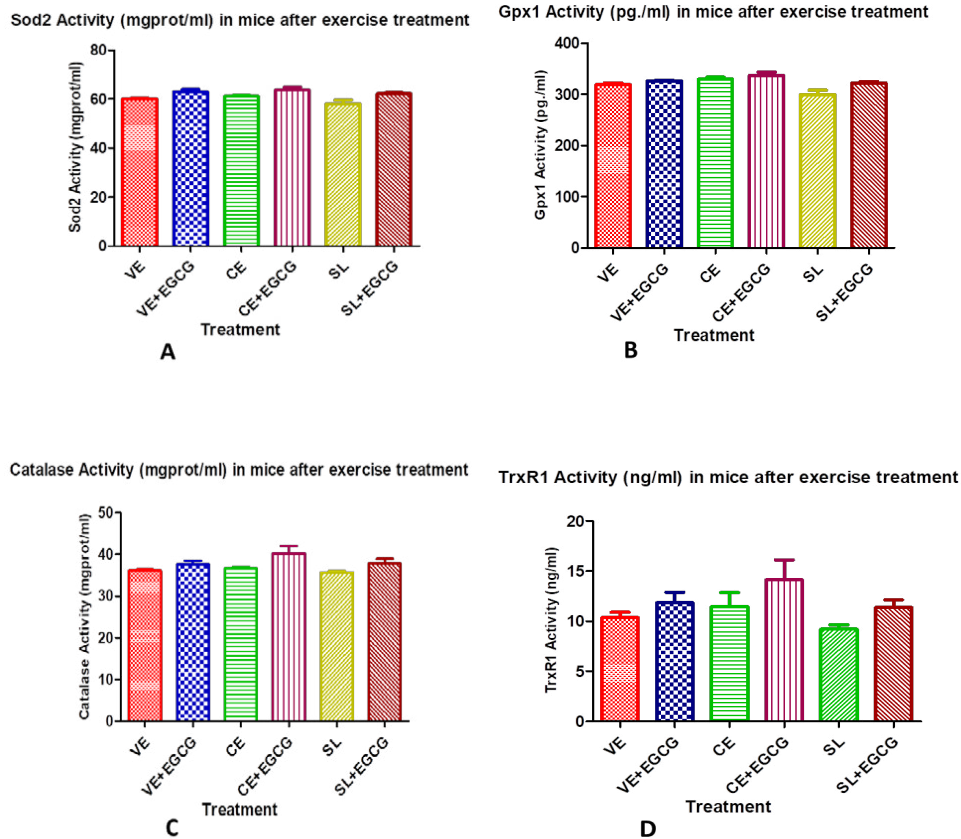 Sod2 Activity (mgprot/ml) in mice after exercise treatment
Sod2 Activity (mgprot/ml)
80
60
40
20
0
VE
VE+EGCG
CE
CE+EGCG
SL
SL+EGCG
Treatment
A
Gpx1 Activity (pg./ml) in mice after exercise treatment
Gpx1 Activity (pg./ml)
400
300
200
100
0
VE
VE+EGCG
CE
CE+EGCG
SL
SL+EGCG
Treatment
B
Catalase Activity (mgprot/ml) in mice after exercise treatment
Catalase Activity (mgprot/ml)
50
40
30
20
10
0
VE
VE+EGCG
CE
CE+EGCG
SL
SL+EGCG
Treatment
C
TrxR1 Activity (ng/ml) in mice after exercise treatment
TrxR1 Activity (ng/ml)
20
15
10
5
0
VE
VE+EGCG
CE
CE+EGCG
SL
SL+EGCG
Treatment
D